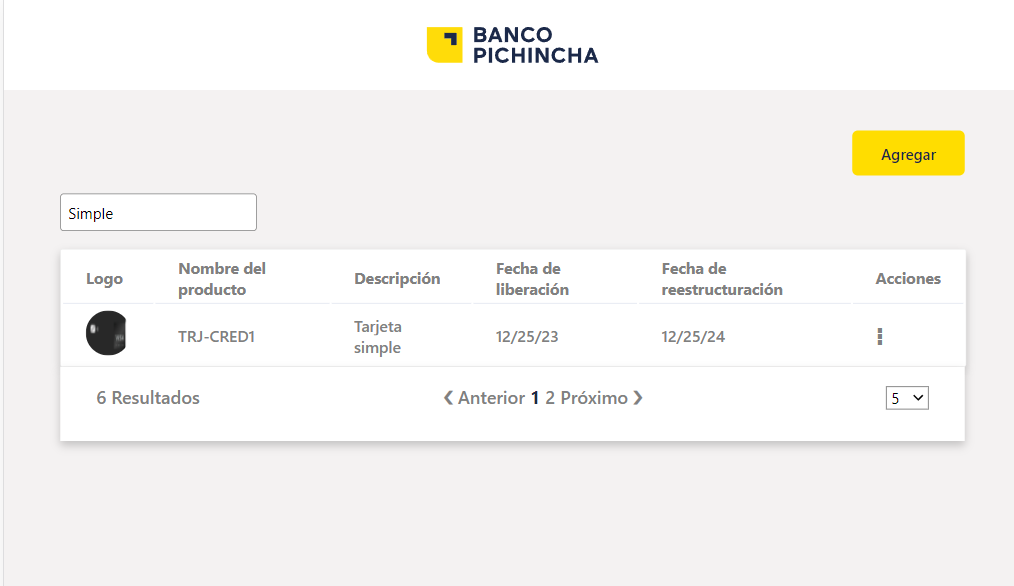 BANCO
PICHINCHA
Agregar
Simple
Logo
Nombre del
producto
Descripción
Fecha de
liberación
Fecha de
reestructuración
Acciones
TRJ-CRED1
Tarjeta
simple
12/25/23
12/25/24
6 Resultados
❮ Anterior 1 2 Próximo ❯
5